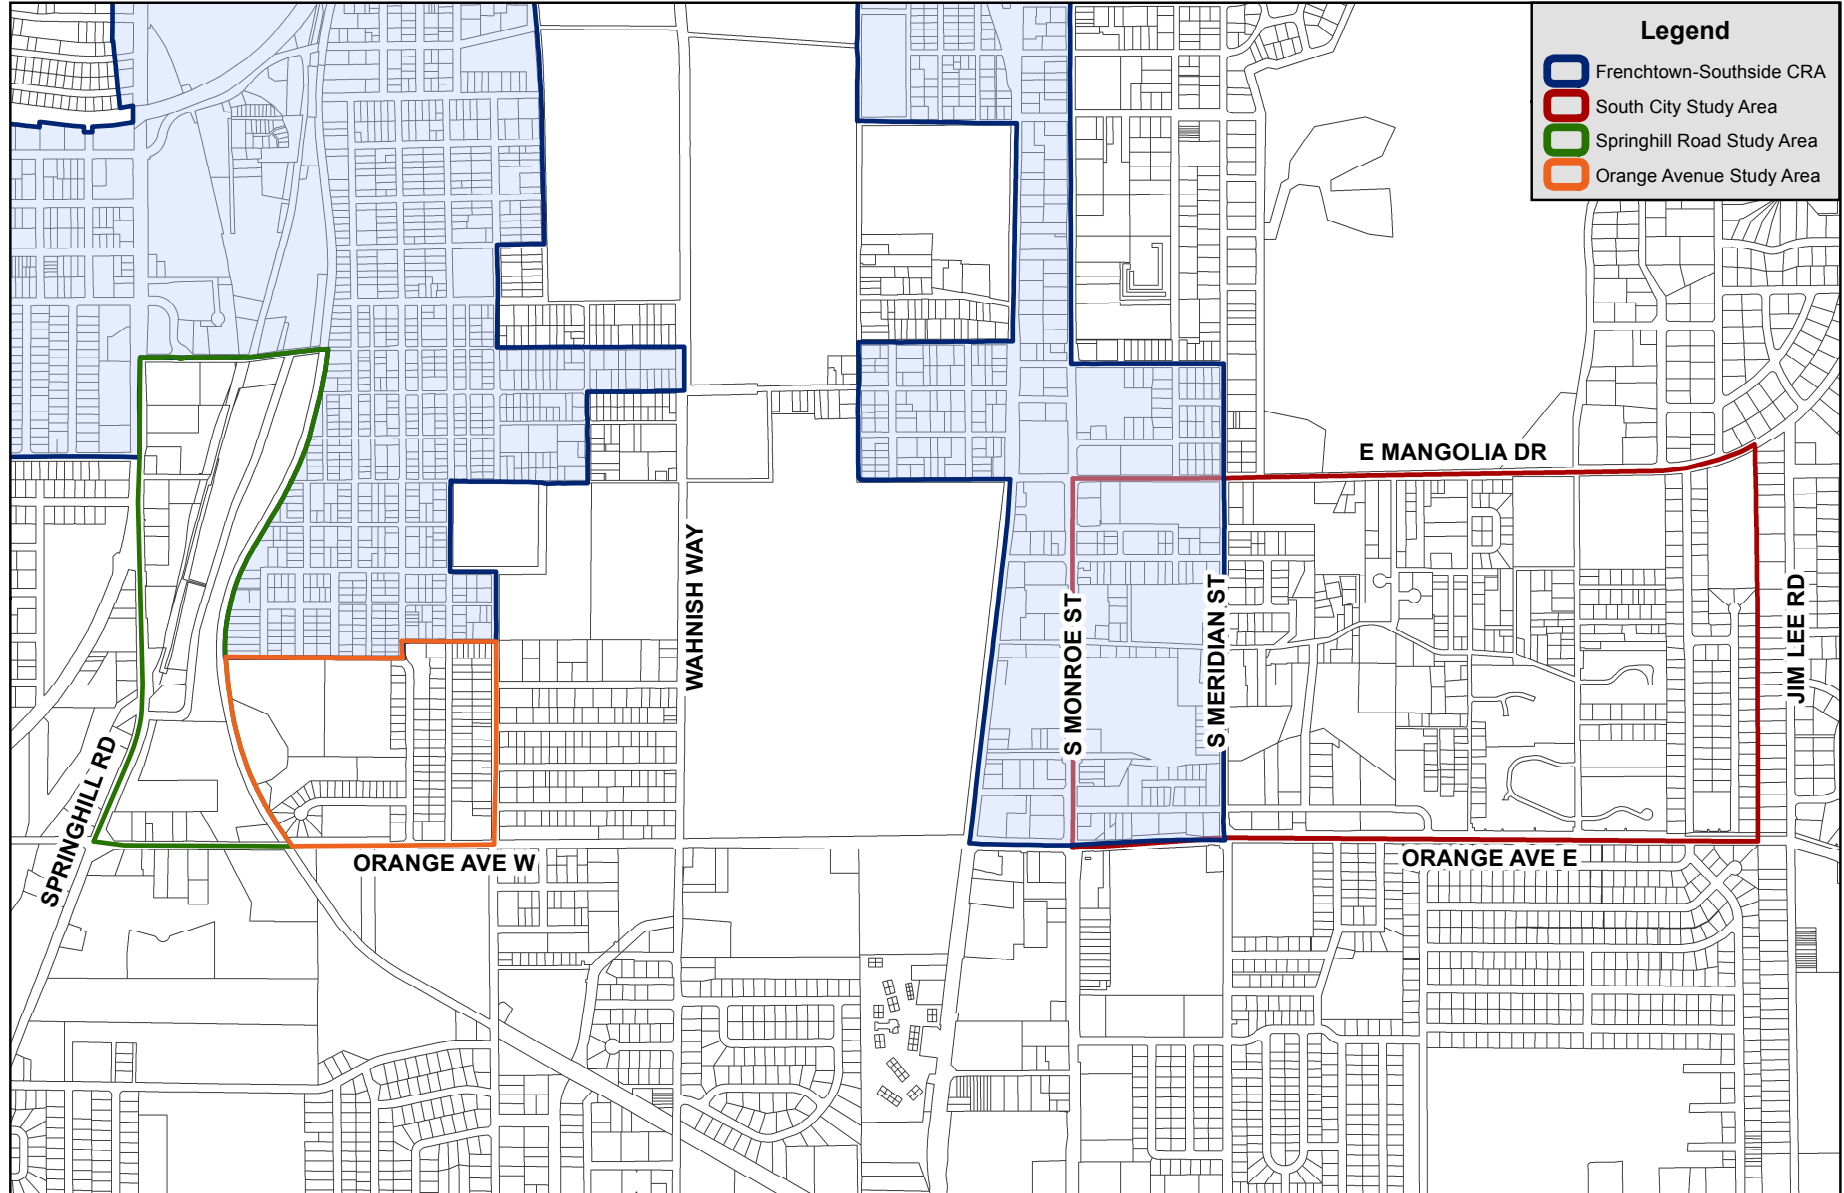 Legend
Frenchtown-Southside CRA
South City Study Area
Springhill Road Study Area
Orange Avenue Study Area
E MANGOLIA DR
WAHNISH WAY
S MONROE ST
S MERIDIAN ST
JIM LEE RD
SPRINGHILL RD
ORANGE AVE W
ORANGE AVE E